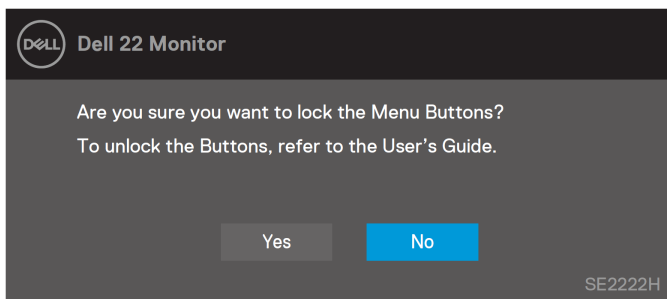 DELL Dell 22 Monitor
Are you sure you want to lock the Menu Buttons?
To unlock the Buttons, refer to the User's Guide.
Yes No
SE2222H